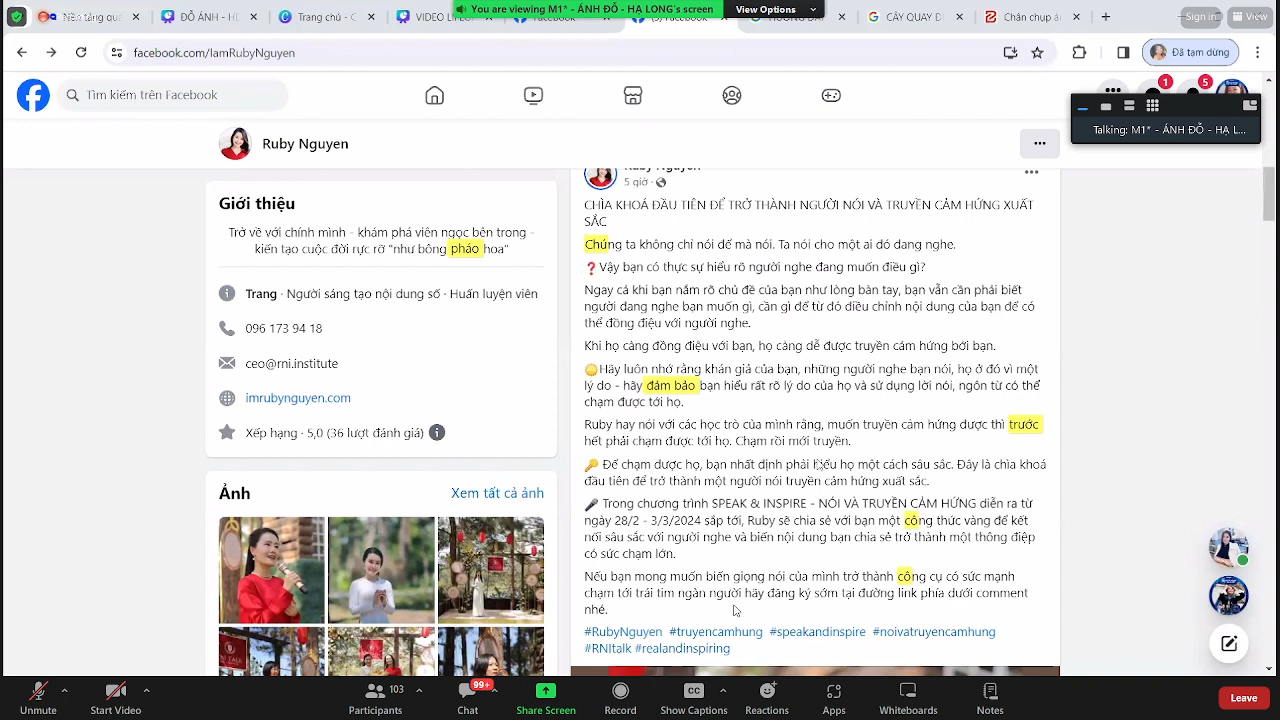 You are viewing M1* - ÁNH ĐỖ - HẠ LONG's screen
View Options
Trang chủ
Chân chụp ả
Sign in
View
facebook.com/IamRubyNguyen
Đã tạm dừng
Tìm kiếm trên Facebook
1
5
Talking: M1* - ÁNH ĐỖ - HẠ L...
Ruby Nguyen
Giới thiệu
Trở về với chính mình - khám phá viên ngọc bên trong -
kiến tạo cuộc đời rực rỡ "như bông pháo hoa"
Trang · Người sáng tạo nội dung số · Huấn luyện viên
096 173 94 18
ceo@rni.institute
imrubynguyen.com
Xếp hạng · 5,0 (36 lượt đánh giá)
Ảnh
Xem tất cả ảnh
Ruby Nguyen
5 giờ ·
CHÌA KHOÁ ĐẦU TIÊN ĐỂ TRỞ THÀNH NGƯỜI NÓI VÀ TRUYỀN CẢM HỨNG XUẤT
SẮC
Chúng ta không chỉ nói để mà nói. Ta nói cho một ai đó đang nghe.
❓Vậy bạn có thực sự hiểu rõ người nghe đang muốn điều gì?
Ngay cả khi bạn nắm rõ chủ đề của bạn như lòng bàn tay, bạn vẫn cần phải biết
người đang nghe bạn muốn gì, cần gì để từ đó điều chỉnh nội dung của bạn để có
thể đồng điệu với người nghe.
Khi họ càng đồng điệu với bạn, họ càng dễ được truyền cảm hứng bởi bạn.
Hãy luôn nhớ rằng khán giả của bạn, những người nghe bạn nói, họ ở đó vì một
lý do - hãy đảm bảo bạn hiểu rất rõ lý do của họ và sử dụng lời nói, ngôn từ có thể
chạm được tới họ.
Ruby hay nói với các học trò của mình rằng, muốn truyền cảm hứng được thì trước
hết phải chạm được tới họ. Chạm rồi mới truyền.
🔑 Để chạm được họ, bạn nhất định phải hiểu họ một cách sâu sắc. Đây là chìa khoá
đầu tiên để trở thành một người nói truyền cảm hứng xuất sắc.
🎤 Trong chương trình SPEAK & INSPIRE - NÓI VÀ TRUYỀN CẢM HỨNG diễn ra từ
ngày 28/2 - 3/3/2024 sắp tới, Ruby sẽ chia sẻ với bạn một công thức vàng để kết
nối sâu sắc với người nghe và biến nội dung bạn chia sẻ trở thành một thông điệp
có sức chạm lớn.
Nếu bạn mong muốn biến giọng nói của mình trở thành công cụ có sức mạnh
chạm tới trái tim ngàn người hãy đăng ký sớm tại đường link phía dưới comment
nhé.
#RubyNguyen #truyencamhung #speakandinspire #noivatruyencamhung
#RNItalk #realandinspiring
Unmute
Start Video
Participants
103
Chat
99+
Share Screen
Record
Show Captions
Reactions
Apps
Whiteboards
Notes
Leave